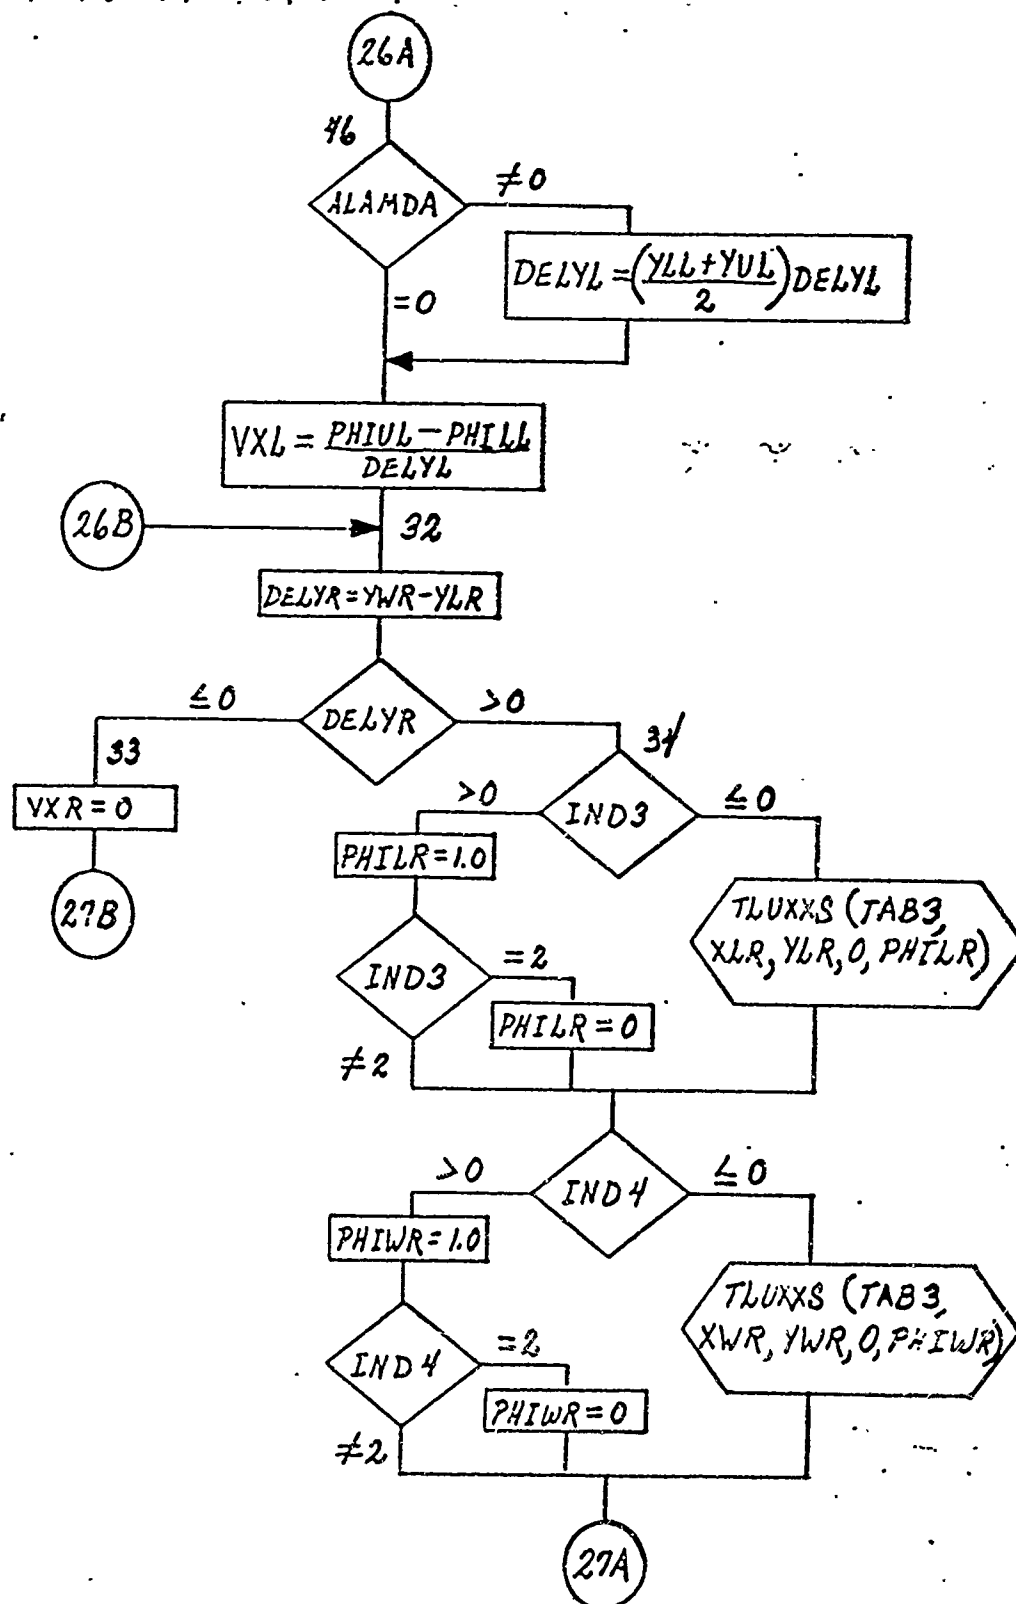 26A
46
ALAMDA
≠0
DELYL = (YLL + YUL / 2) DELYL
=0
VXL = PHIUL - PHILL / DELYL
26B
32
DELYR = YWR - YLR
≤0
DELYR
>0
33
34
VXR = 0
>0
IND3
≤0
PHILR = 1.0
27B
TLUXXS (TAB3,
XLR, YLR, 0, PHILR)
IND3
=2
PHILR = 0
≠2
>0
IND4
≤0
PHIWR = 1.0
TLUXXS (TAB3,
XWR, YWR, 0, PHIWR)
IND4
=2
PHIWR = 0
≠2
27A